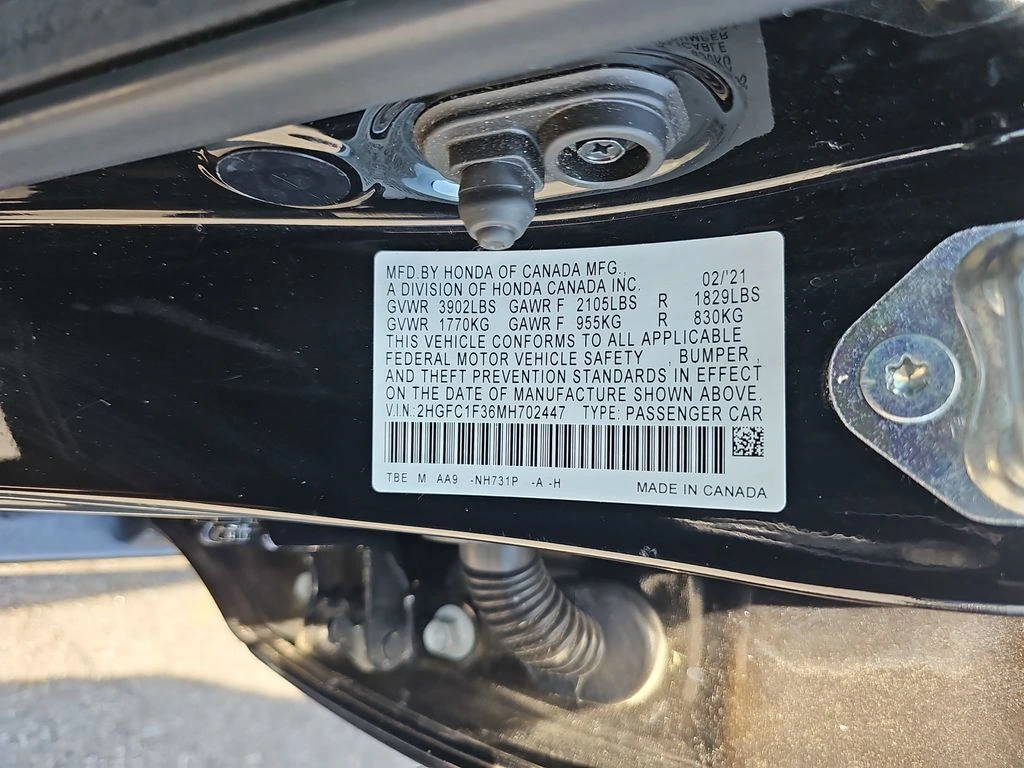 MFD.BY HONDA OF CANADA MFG.,
A DIVISION OF HONDA CANADA INC. 02/'21
GVWR 3902LBS GAWR F 2105LBS R 1829LBS
GVWR 1770KG GAWR F 955KG R 830KG
THIS VEHICLE CONFORMS TO ALL APPLICABLE
FEDERAL MOTOR VEHICLE SAFETY , BUMPER ,
AND THEFT PREVENTION STANDARDS IN EFFECT
ON THE DATE OF MANUFACTURE SHOWN ABOVE.
V.I.N:2HGFC1F36MH702447 TYPE: PASSENGER CAR
TBE M AA9 -NH731P -A -H MADE IN CANADA